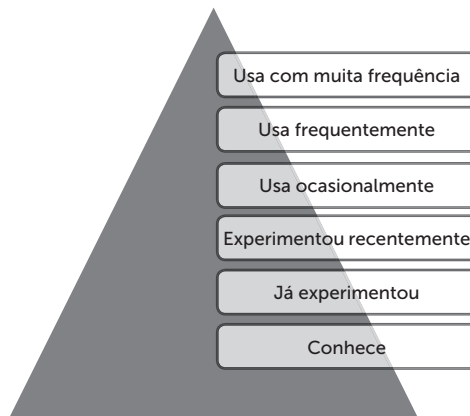 Usa com muita frequência
Usa frequentemente
Usa ocasionalmente
Experimentou recentemente
Já experimentou
Conhece